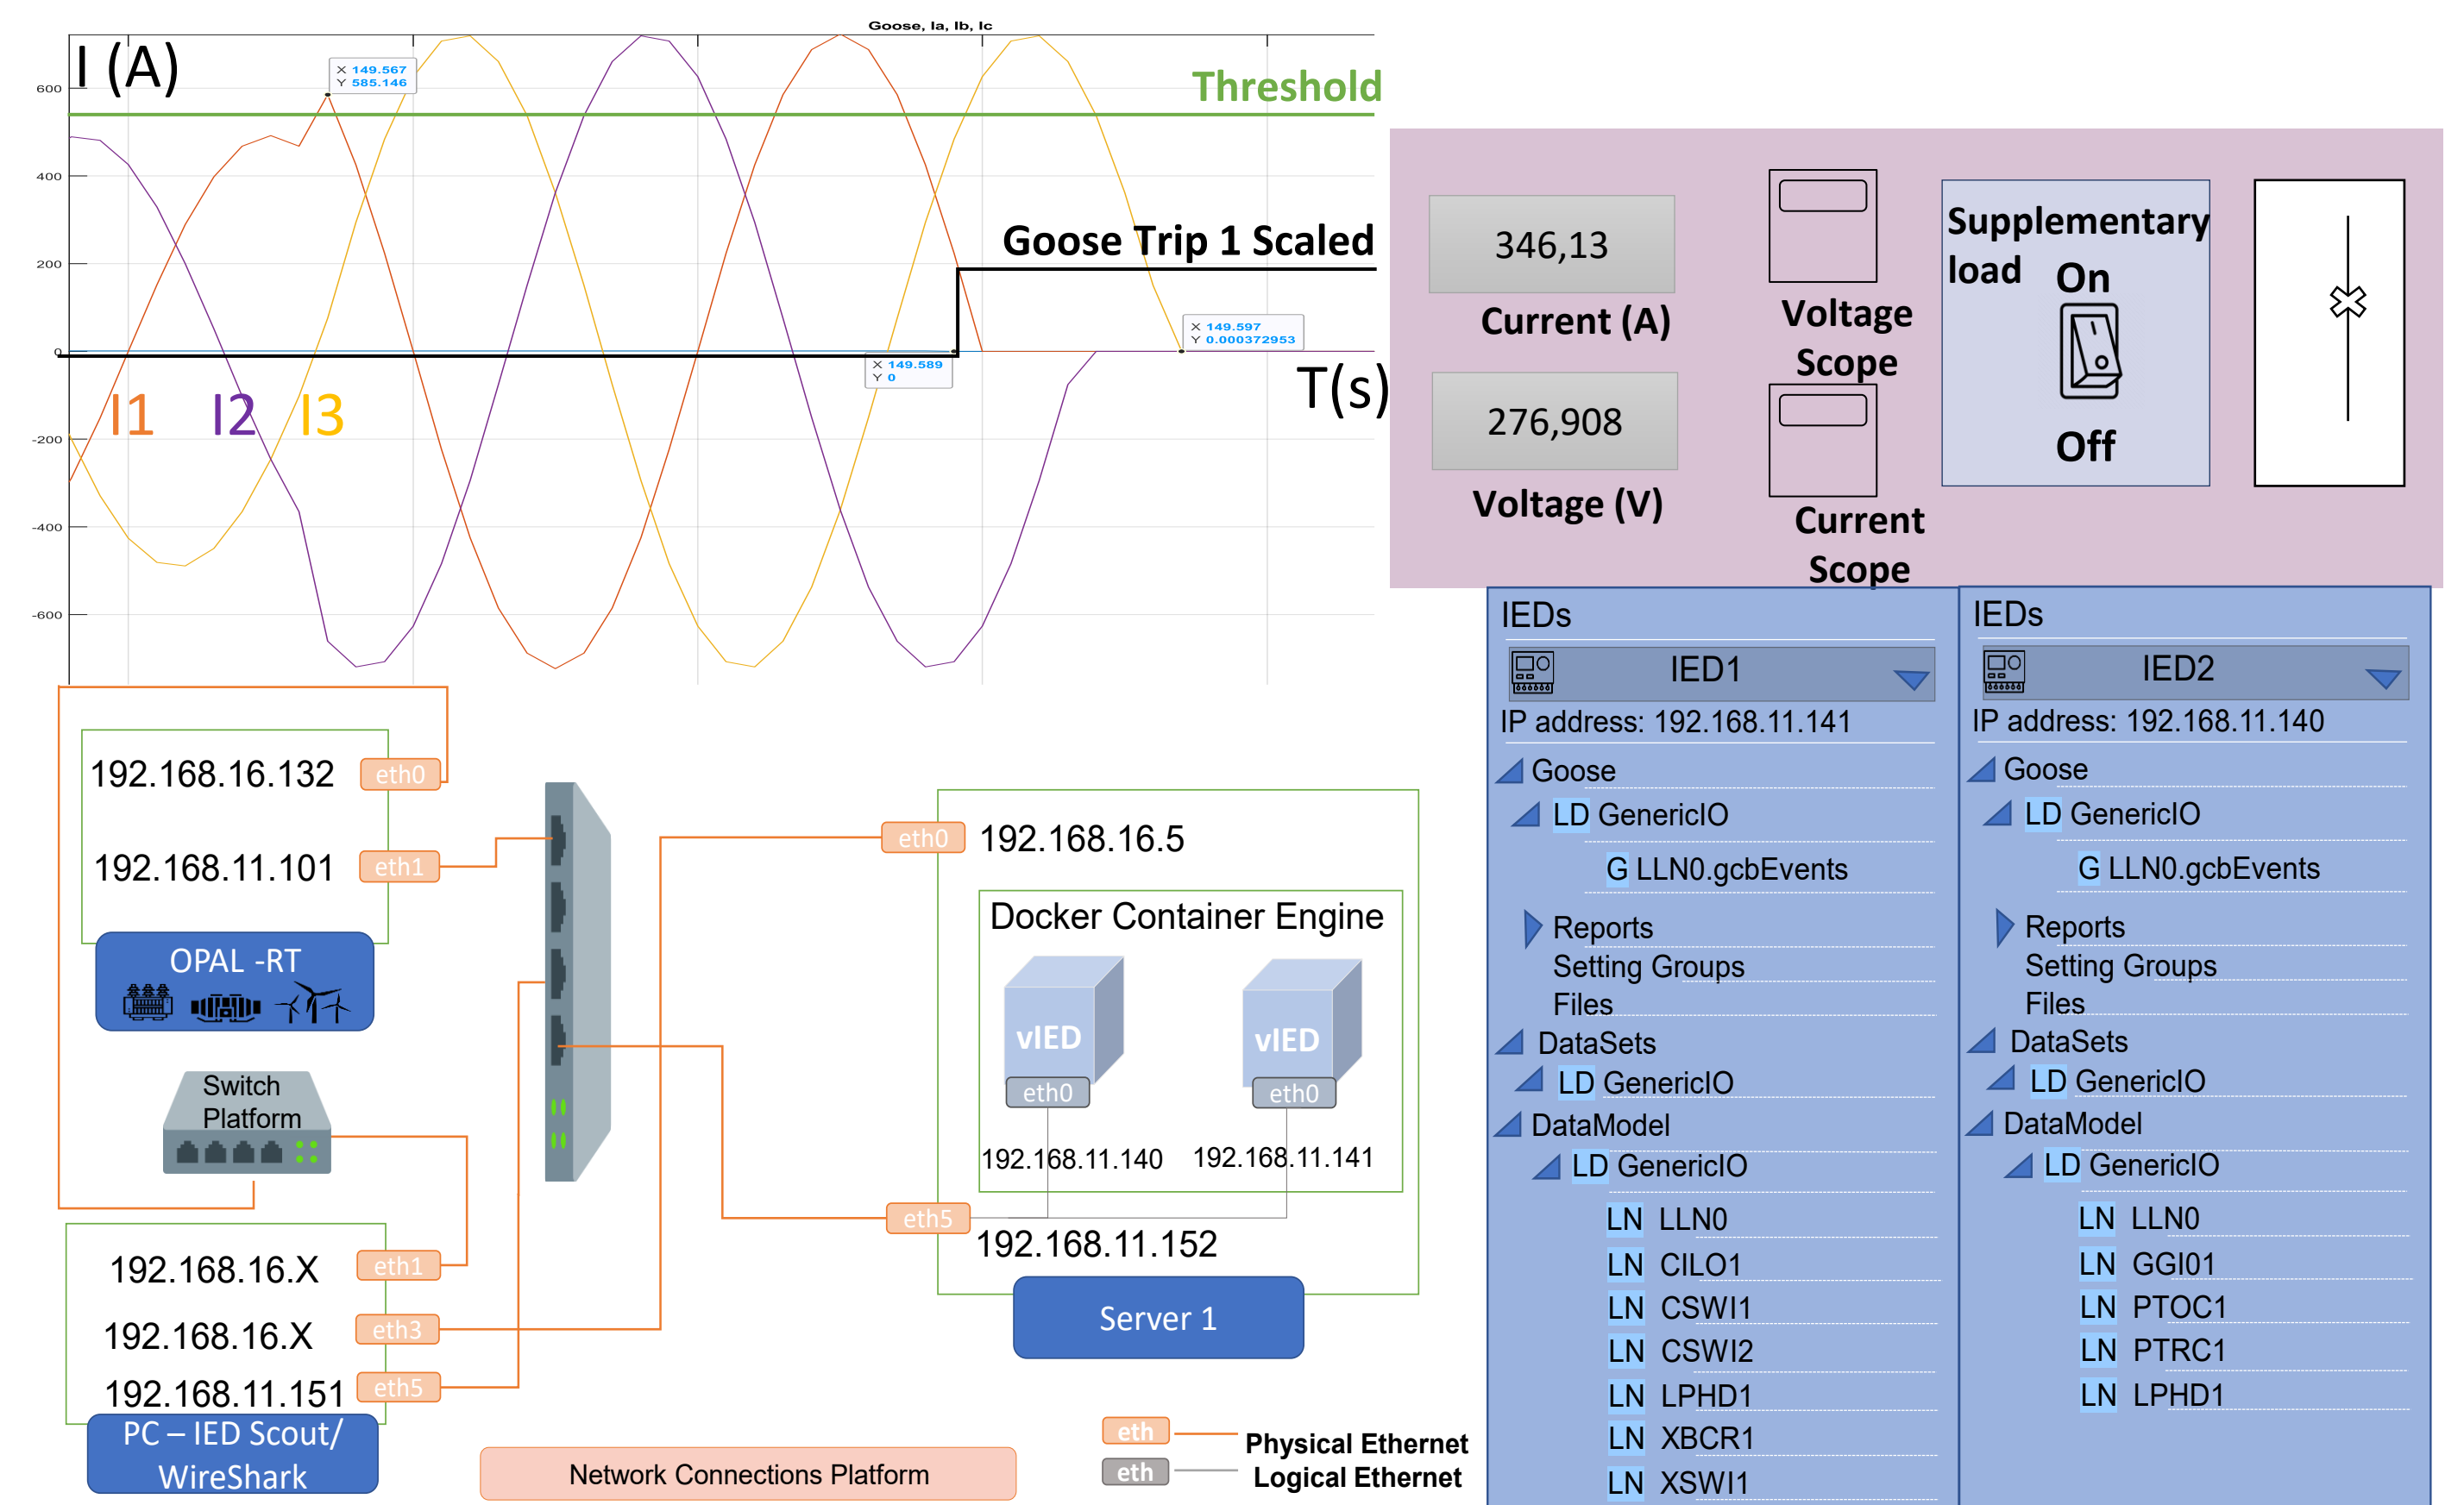 Goose, Ia, Ib, Ic
I (A)
X 149.567
Y 585.146
600
Threshold
400
Goose Trip 1 Scaled
200
X 149.597
Y 0.000372953
0
X 149.589
Y 0
T(s)
I1
I2
I3
-200
-400
-600
346,13
Current (A)
276,908
Voltage (V)
Voltage
Scope
Current
Scope
Supplementary
load
On
Off
192.168.16.132
eth0
192.168.11.101
eth1
OPAL -RT
Switch
Platform
192.168.16.X
eth1
192.168.16.X
eth3
192.168.11.151
eth5
PC – IED Scout/
WireShark
eth0
192.168.16.5
Docker Container Engine
vIED
vIED
eth0
eth0
192.168.11.140
192.168.11.141
eth5
192.168.11.152
Server 1
Network Connections Platform
eth
Physical Ethernet
eth
Logical Ethernet
IEDs
IED1
IP address: 192.168.11.141
Goose
LD GenericIO
G LLN0.gcbEvents
Reports
Setting Groups
Files
DataSets
LD GenericIO
DataModel
LD GenericIO
LN LLN0
LN CILO1
LN CSWI1
LN CSWI2
LN LPHD1
LN XBCR1
LN XSWI1
IEDs
IED2
IP address: 192.168.11.140
Goose
LD GenericIO
G LLN0.gcbEvents
Reports
Setting Groups
Files
DataSets
LD GenericIO
DataModel
LD GenericIO
LN LLN0
LN GGI01
LN PTOC1
LN PTRC1
LN LPHD1